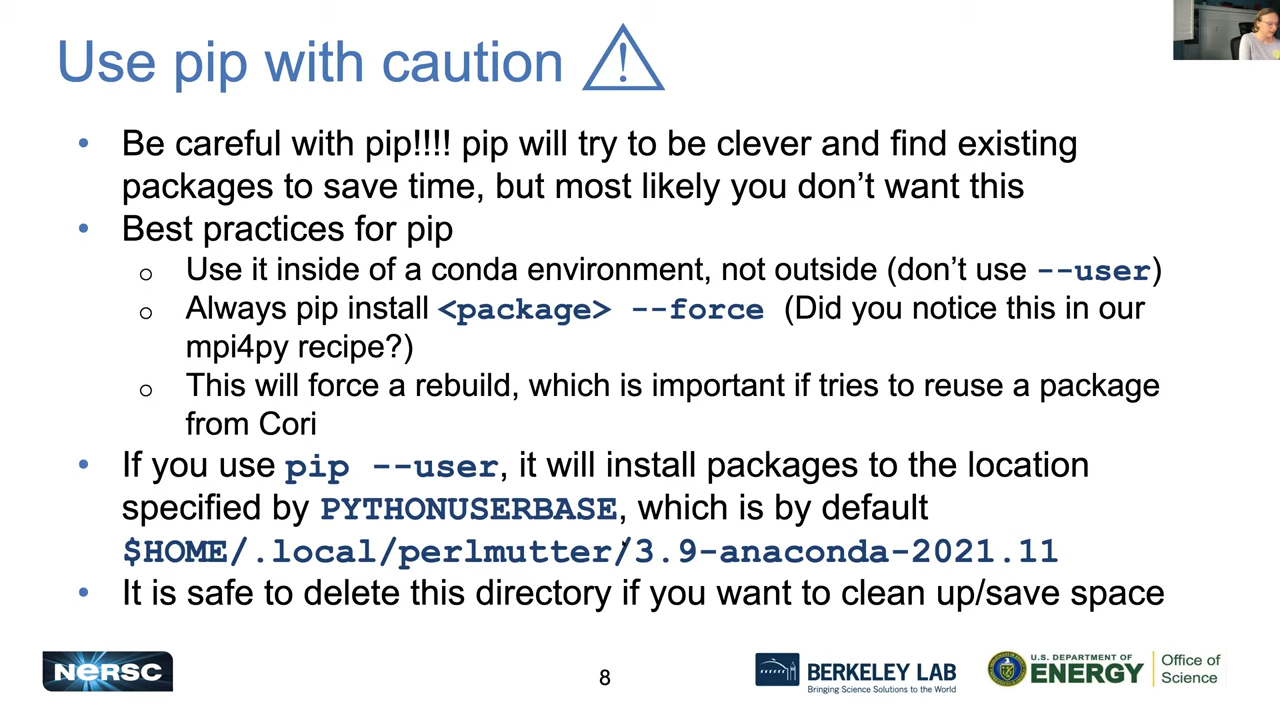 Use pip with caution
• Be careful with pip!!!! pip will try to be clever and find existing
packages to save time, but most likely you don’t want this
• Best practices for pip
o Use it inside of a conda environment, not outside (don’t use --user)
o Always pip install <package> --force (Did you notice this in our
mpi4py recipe?)
o This will force a rebuild, which is important if tries to reuse a package
from Cori
• If you use pip --user, it will install packages to the location
specified by PYTHONUSERBASE, which is by default
$HOME/.local/perlmutter/3.9-anaconda-2021.11
• It is safe to delete this directory if you want to clean up/save space
NERSC
8
BERKELEY LAB
Bringing Science Solutions to the World
U.S. DEPARTMENT OF
ENERGY
Office of
Science